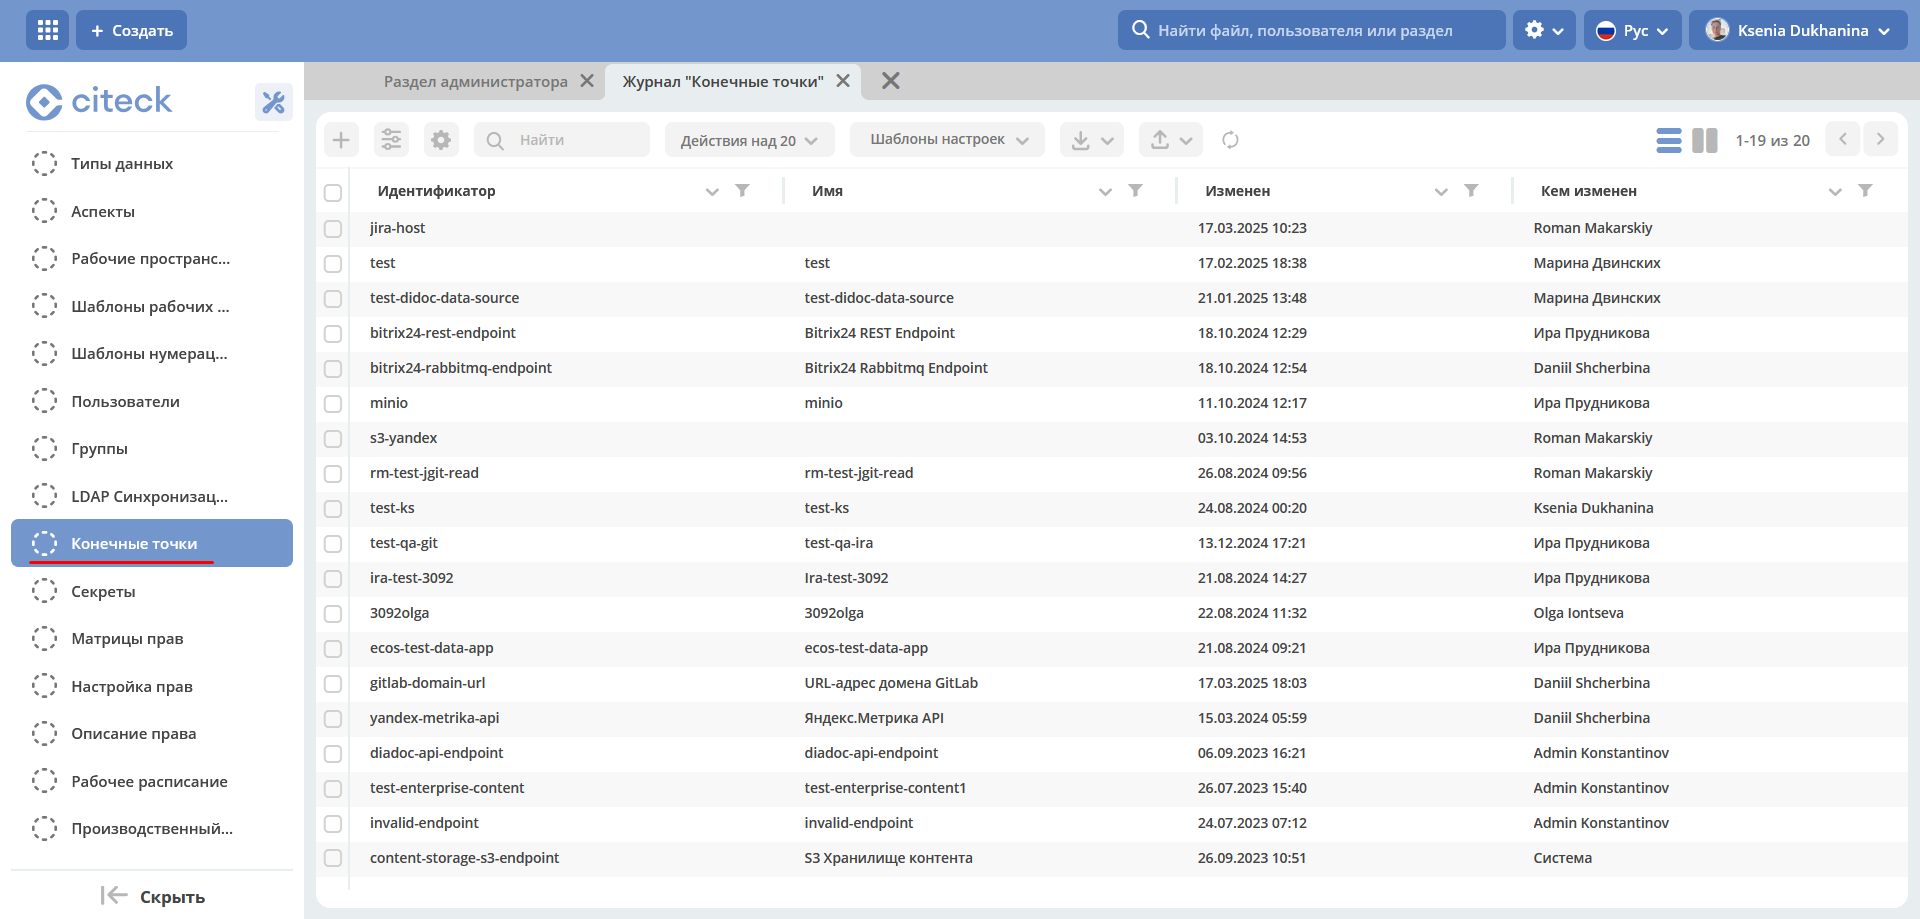 Создать
Найти файл, пользователя или раздел
Рус
Ksenia Dukhanina
citeck
Типы данных
Аспекты
Рабочие пространс...
Шаблоны рабочих ...
Шаблоны нумерац...
Пользователи
Группы
LDAP Синхронизац...
Конечные точки
Секреты
Матрицы прав
Настройка прав
Описание права
Рабочее расписание
Производственный...
Скрыть
Раздел администратора
Журнал "Конечные точки"
Найти
Действия над 20
Шаблоны настроек
1-19 из 20
Идентификатор Имя Изменен Кем изменен
jira-host 17.03.2025 10:23 Roman Makarskiy
test test 17.02.2025 18:38 Марина Двинских
test-didoc-data-source test-didoc-data-source 21.01.2025 13:48 Марина Двинских
bitrix24-rest-endpoint Bitrix24 REST Endpoint 18.10.2024 12:29 Ира Прудникова
bitrix24-rabbitmq-endpoint Bitrix24 Rabbitmq Endpoint 18.10.2024 12:54 Daniil Shcherbina
minio minio 11.10.2024 12:17 Ира Прудникова
s3-yandex 03.10.2024 14:53 Roman Makarskiy
rm-test-jgit-read rm-test-jgit-read 26.08.2024 09:56 Roman Makarskiy
test-ks test-ks 24.08.2024 00:20 Ksenia Dukhanina
test-qa-git test-qa-ira 13.12.2024 17:21 Ира Прудникова
ira-test-3092 Ira-test-3092 21.08.2024 14:27 Ира Прудникова
3092olga 3092olga 22.08.2024 11:32 Olga Iontseva
ecos-test-data-app ecos-test-data-app 21.08.2024 09:21 Ира Прудникова
gitlab-domain-url URL-адрес домена GitLab 17.03.2025 18:03 Daniil Shcherbina
yandex-metrika-api Яндекс.Метрика API 15.03.2024 05:59 Daniil Shcherbina
diadoc-api-endpoint diadoc-api-endpoint 06.09.2023 16:21 Admin Konstantinov
test-enterprise-content test-enterprise-content1 26.07.2023 15:40 Admin Konstantinov
invalid-endpoint invalid-endpoint 24.07.2023 07:12 Admin Konstantinov
content-storage-s3-endpoint S3 Хранилище контента 26.09.2023 10:51 Система